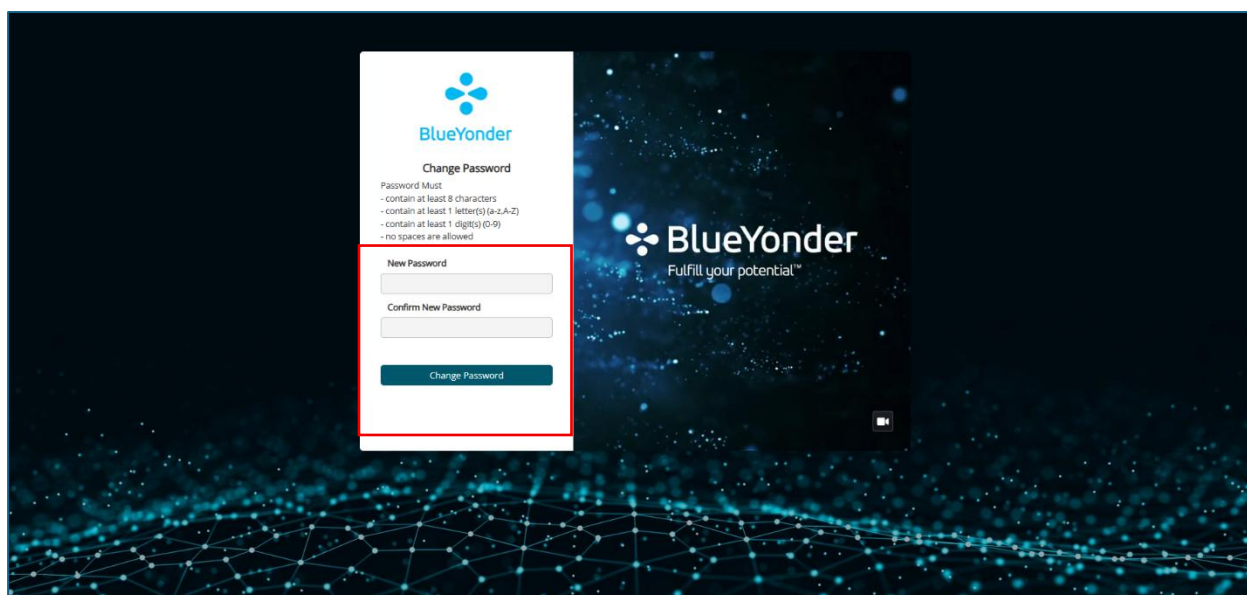 BlueYonder
Change Password
Password Must
- contain at least 8 characters
- contain at least 1 letter(s) (a-z,A-Z)
- contain at least 1 digit(s) (0-9)
- no spaces are allowed
New Password
Confirm New Password
Change Password
BlueYonder
Fulfill your potential™